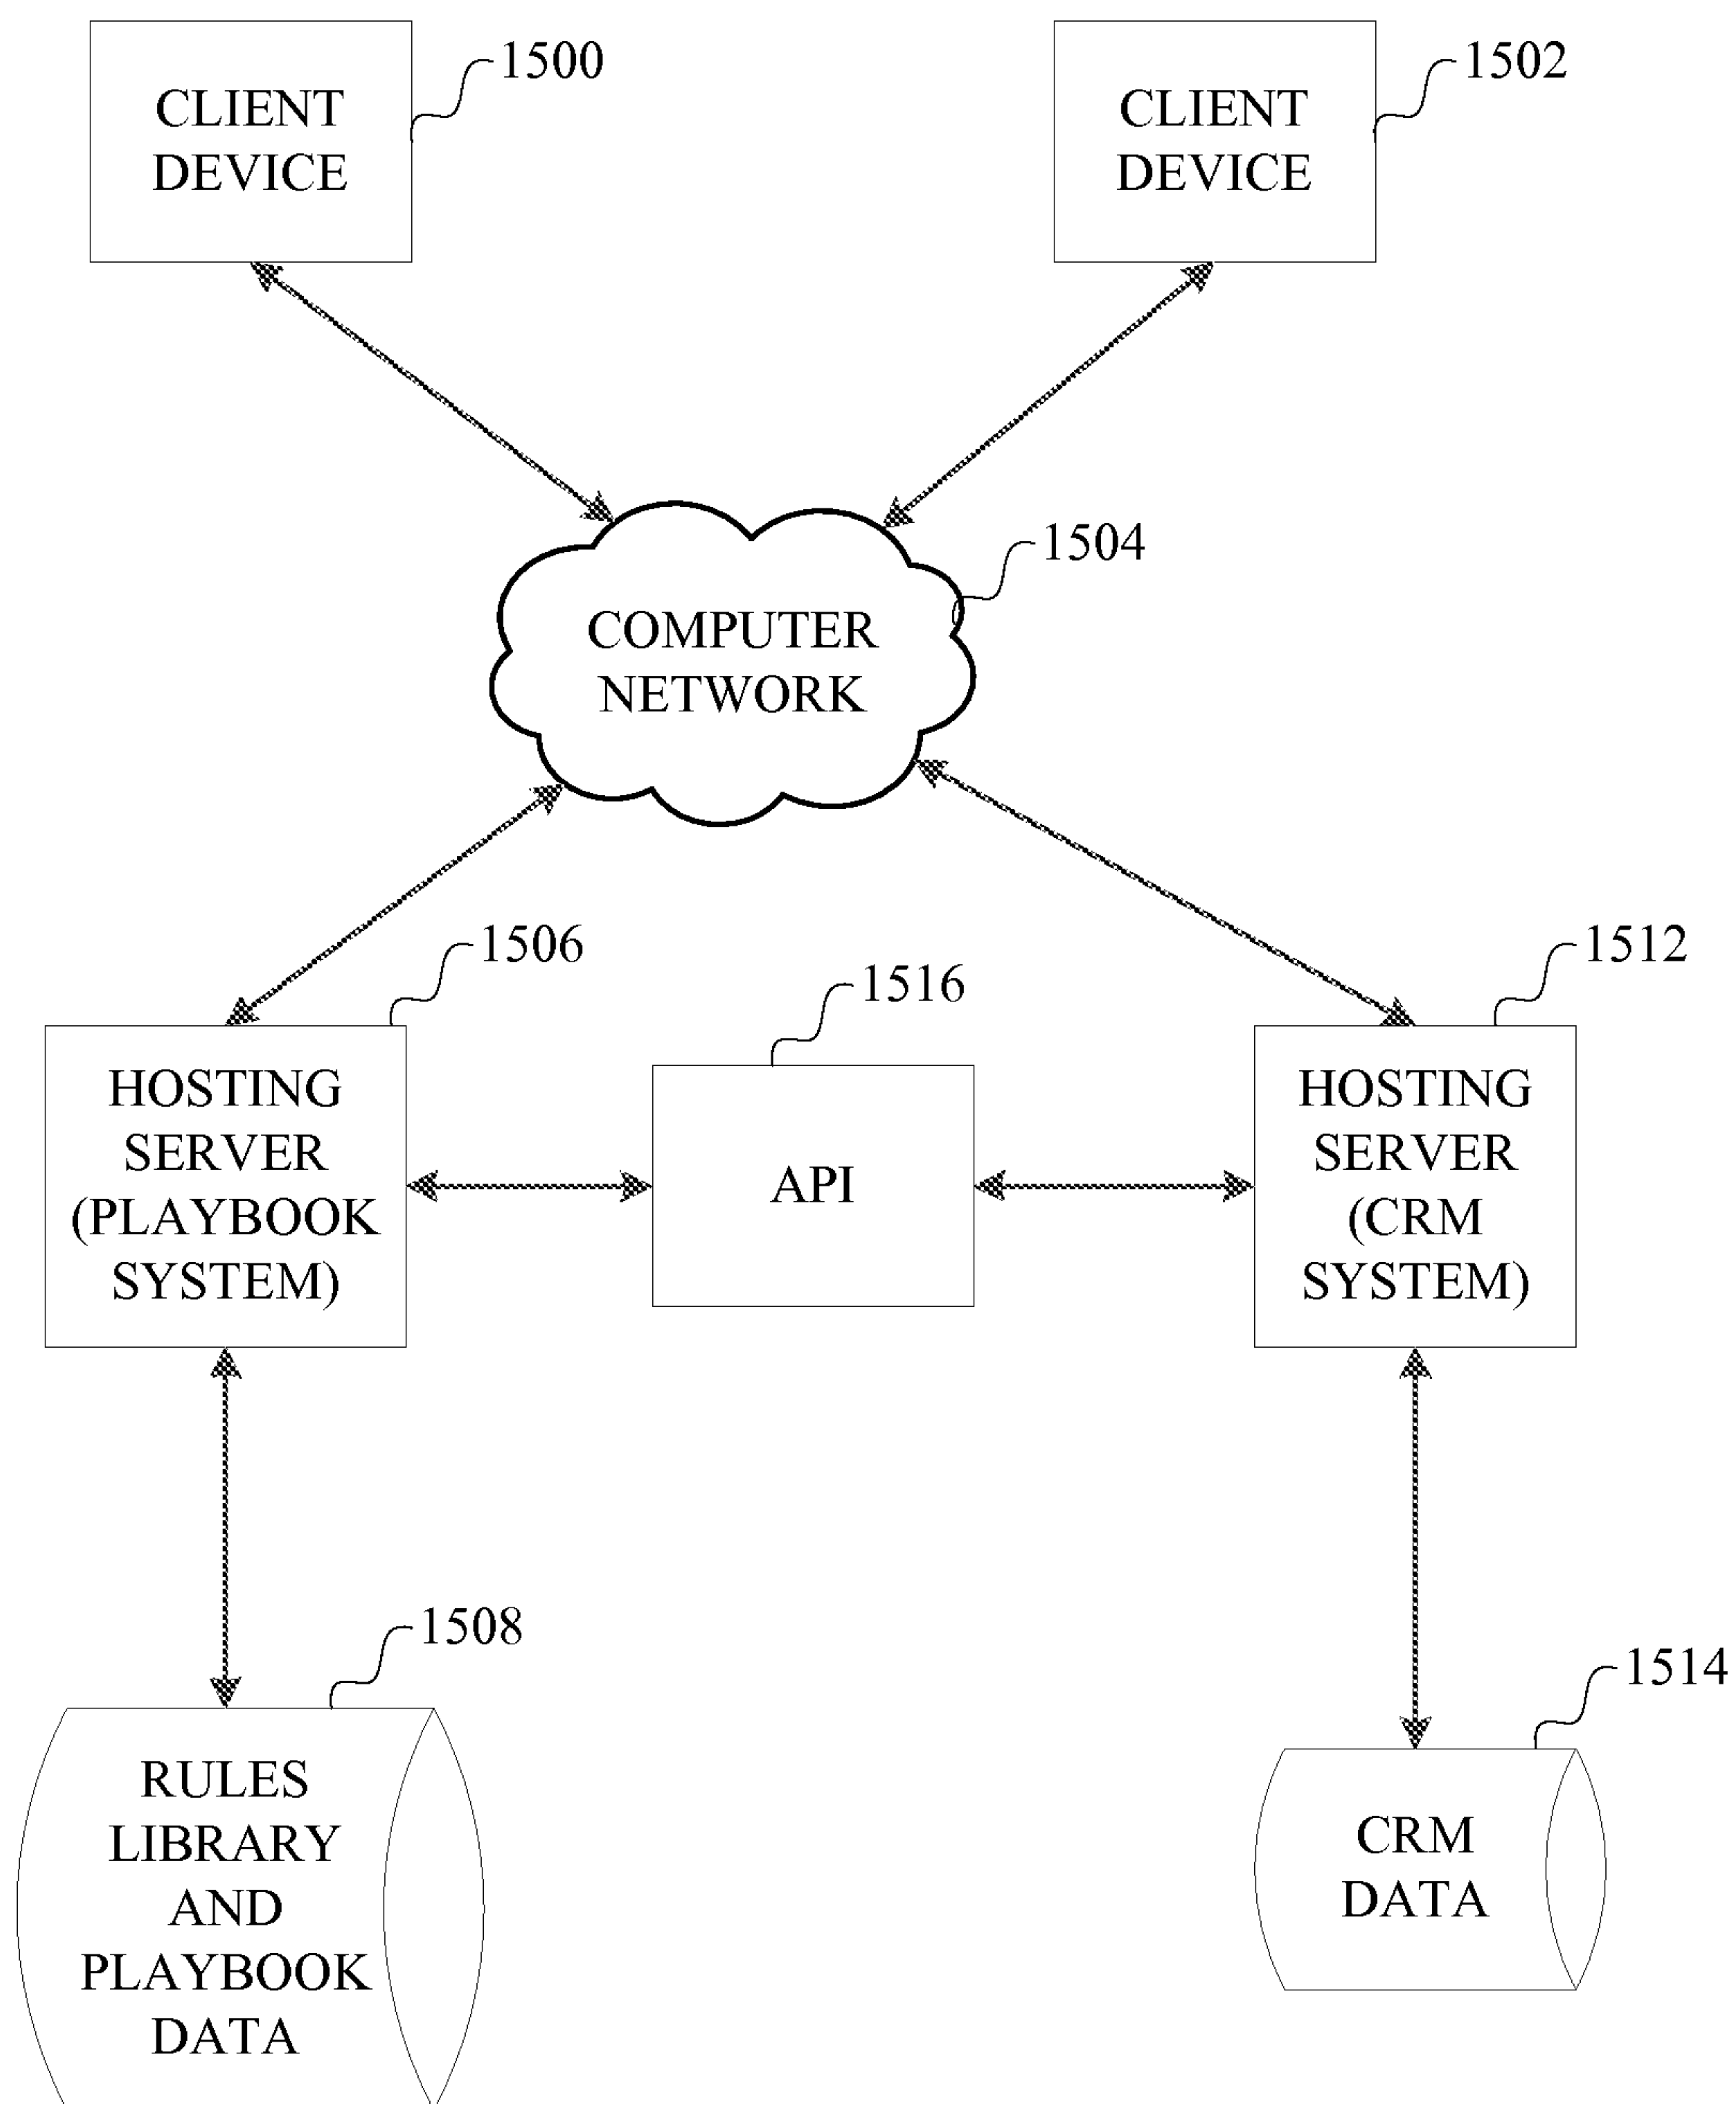 1500
CLIENT
DEVICE
1502
CLIENT
DEVICE
1504
COMPUTER
NETWORK
1506
HOSTING
SERVER
(PLAYBOOK
SYSTEM)
1516
API
1512
HOSTING
SERVER
(CRM
SYSTEM)
1508
RULES
LIBRARY
AND
PLAYBOOK
DATA
1514
CRM
DATA